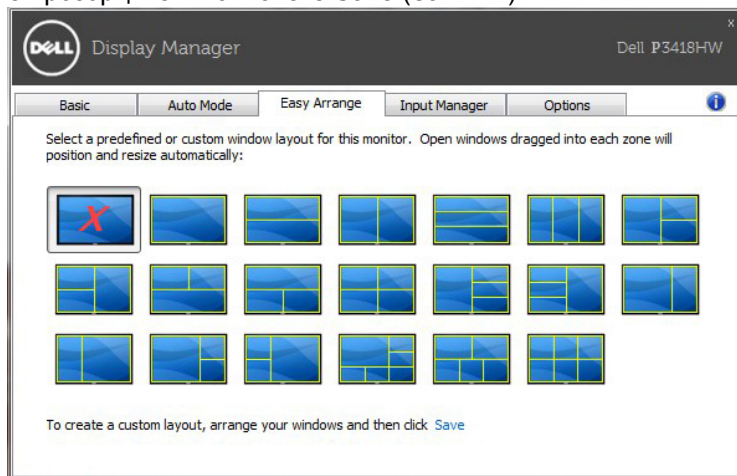 DELL Display Manager
x
Dell P3418HW
Basic Auto Mode Easy Arrange Input Manager Options i
Select a predefined or custom window layout for this monitor. Open windows dragged into each zone will
position and resize automatically:
X
To create a custom layout, arrange your windows and then click Save